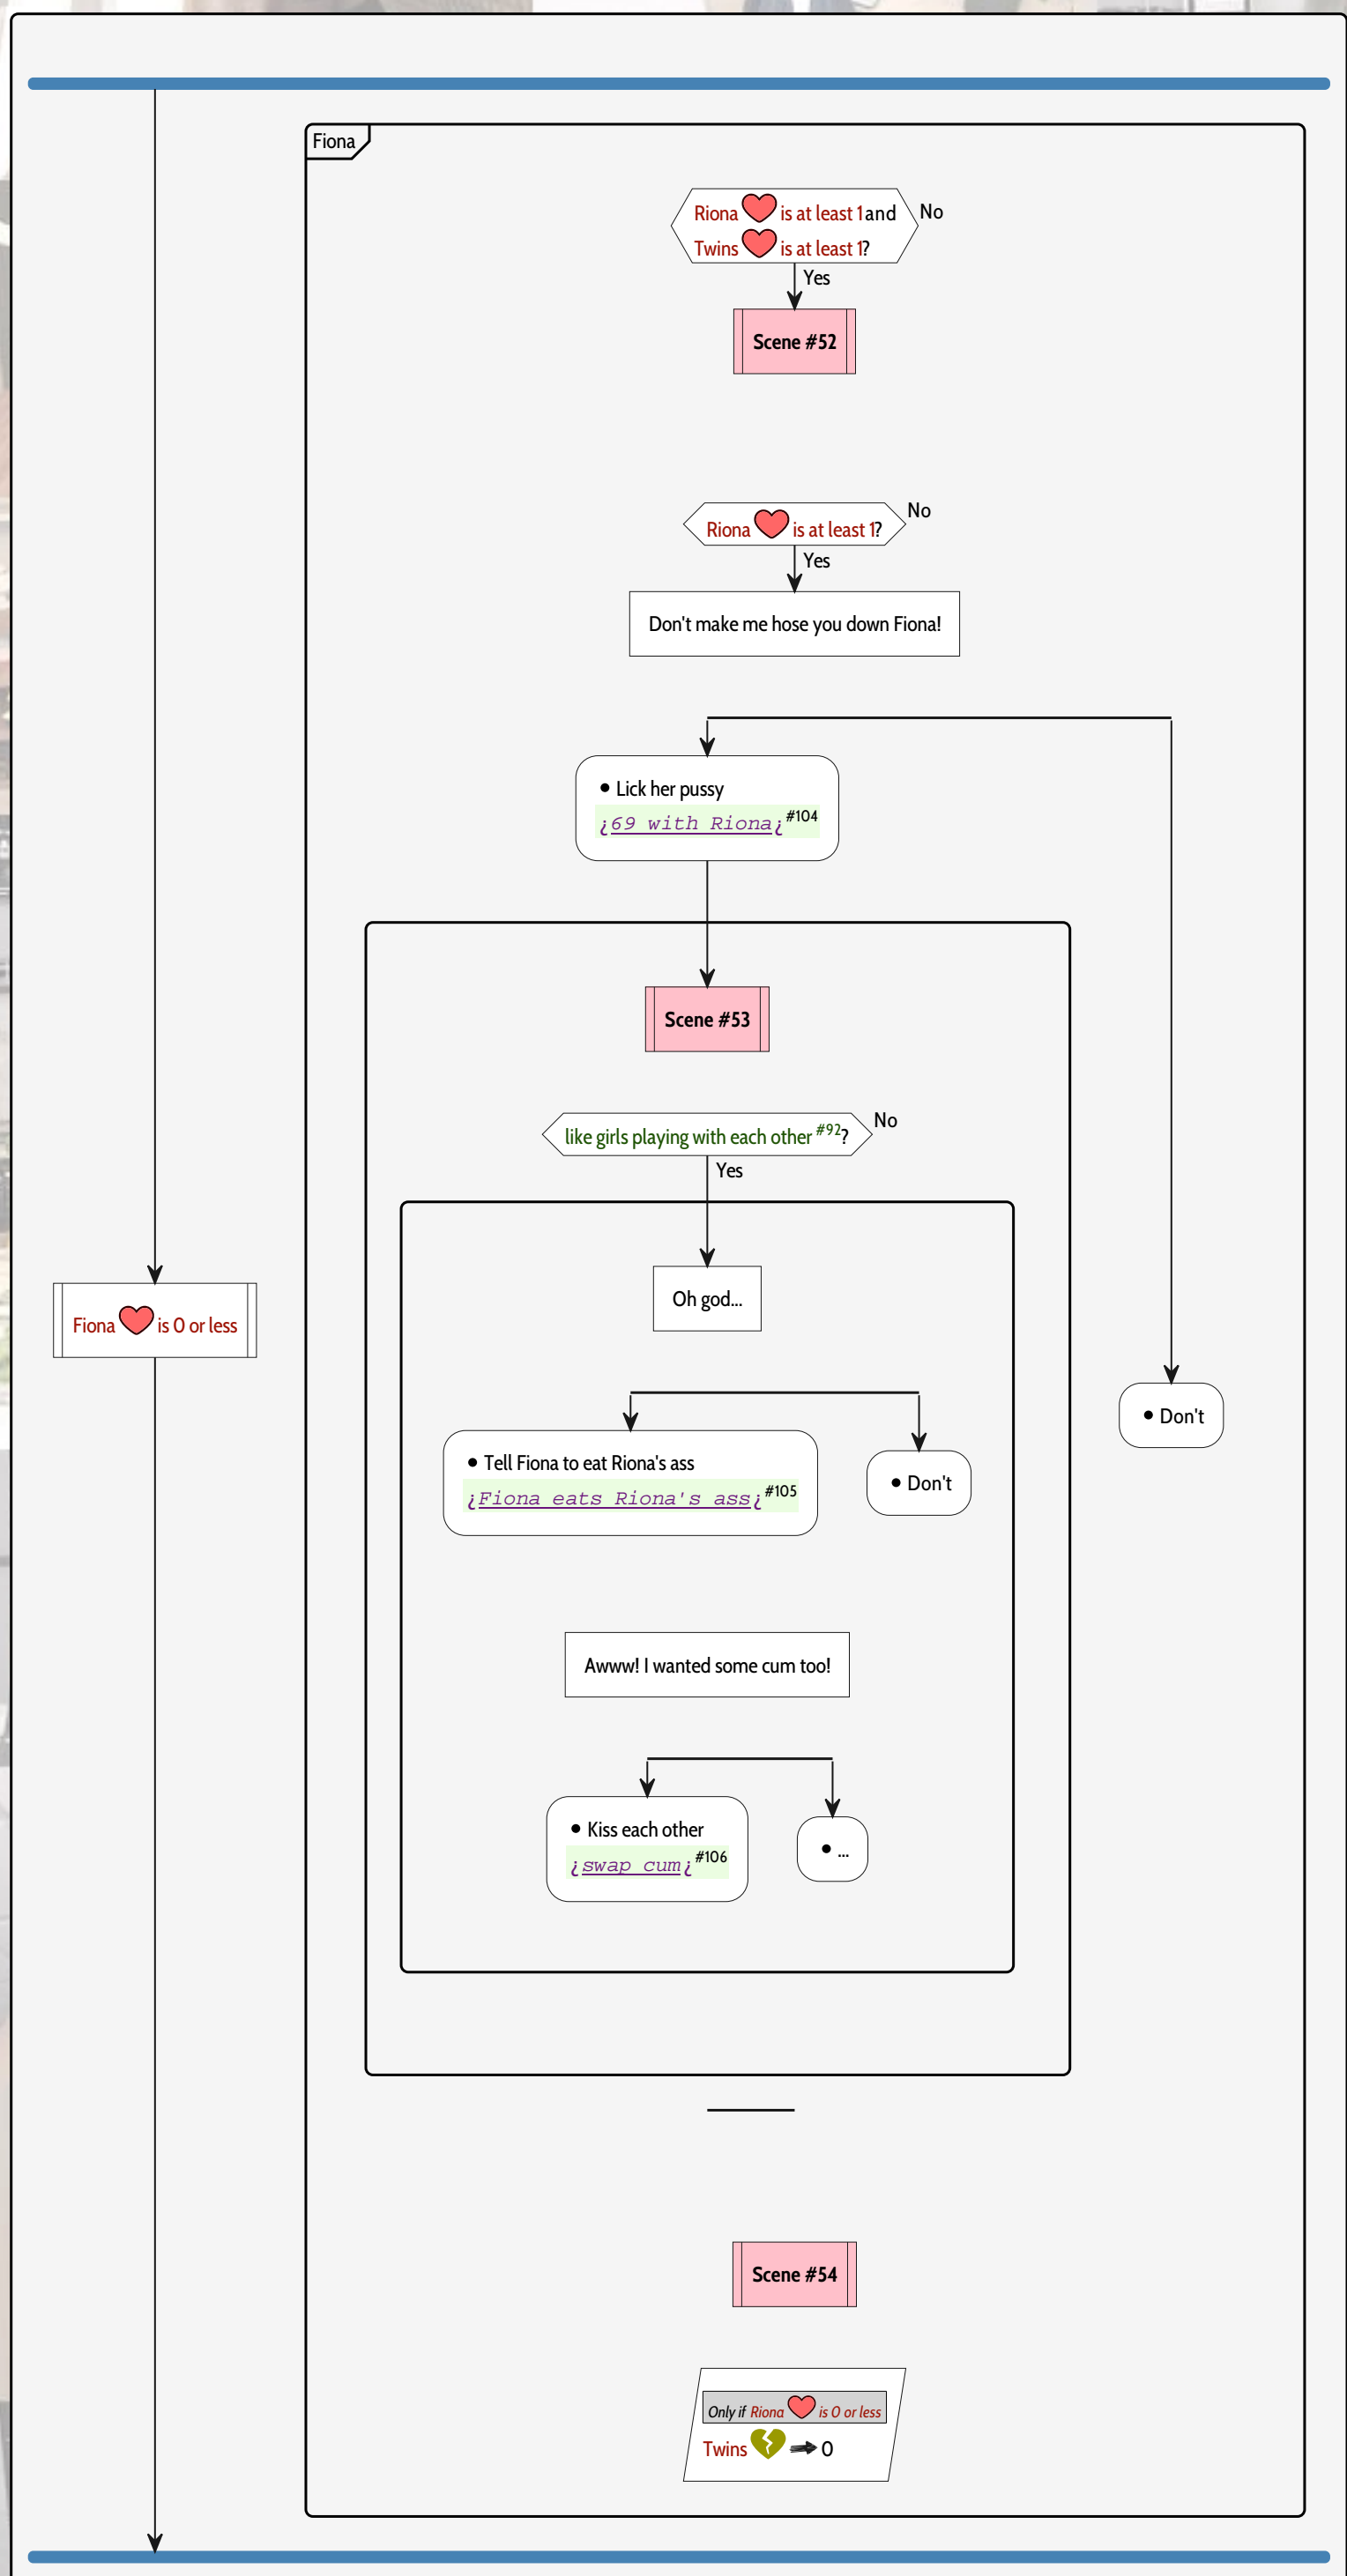 Fiona
Riona is at least 1 and
Twins is at least 1?
No
Yes
Scene #52
Riona is at least 1?
No
Yes
Don't make me hose you down Fiona!
• Lick her pussy
¿69 with Riona¿ #104
Scene #53
like girls playing with each other #92?
No
Yes
Oh god...
Fiona is 0 or less
• Don't
• Tell Fiona to eat Riona's ass
¿Fiona eats Riona's ass¿ #105
• Don't
Awww! I wanted some cum too!
• Kiss each other
¿swap cum¿ #106
• ...
Scene #54
Only if Riona is 0 or less
Twins 0